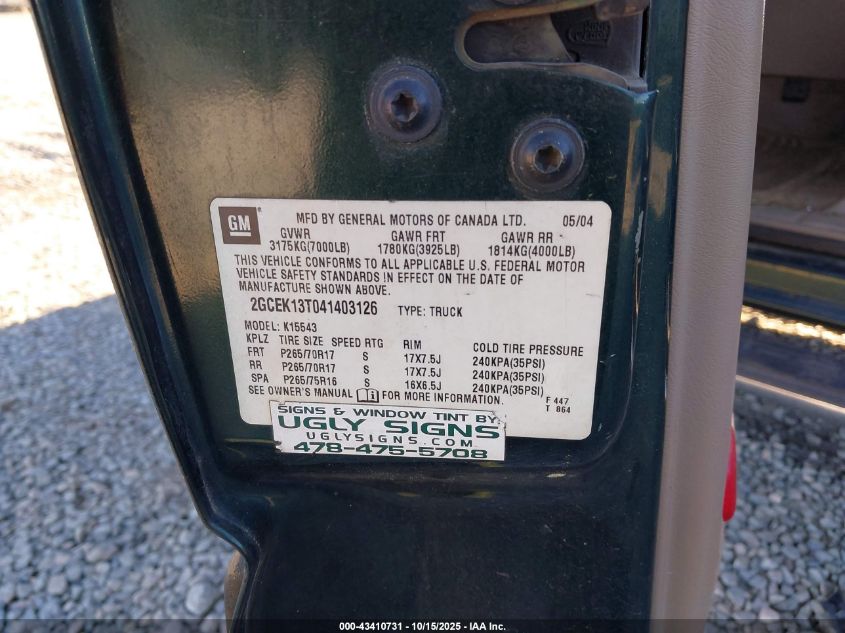 GM
MFD BY GENERAL MOTORS OF CANADA LTD. 05/04
GVWR GAWR FRT GAWR RR
3175KG(7000LB) 1780KG(3925LB) 1814KG(4000LB)
THIS VEHICLE CONFORMS TO ALL APPLICABLE U.S. FEDERAL MOTOR
VEHICLE SAFETY STANDARDS IN EFFECT ON THE DATE OF
MANUFACTURE SHOWN ABOVE.
2GCEK13T041403126 TYPE: TRUCK
MODEL: K15543
KPLZ TIRE SIZE SPEED RTG RIM COLD TIRE PRESSURE
FRT P265/70R17 S 17X7.5J 240KPA(35PSI)
RR P265/70R17 S 17X7.5J 240KPA(35PSI)
SPA P265/75R16 S 16X6.5J 240KPA(35PSI)
SEE OWNER'S MANUAL i FOR MORE INFORMATION.
F 447
T 864
SIGNS & WINDOW TINT BY:
UGLY SIGNS
UGLYSIGNS.COM
478-475-5708
000-43410731 - 10/15/2025 - IAA Inc.